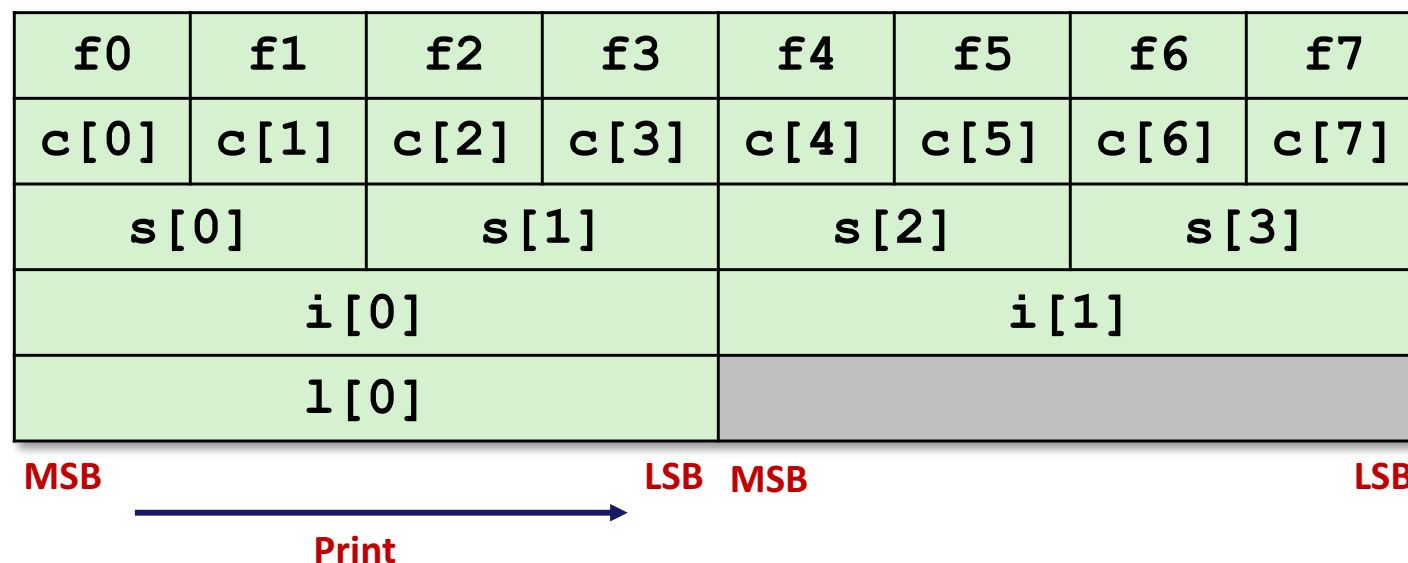 f0 f1 f2 f3 f4 f5 f6 f7
c[0] c[1] c[2] c[3] c[4] c[5] c[6] c[7]
s[0] s[1] s[2] s[3]
i[0] i[1]
l[0]
MSB LSB MSB LSB
Print